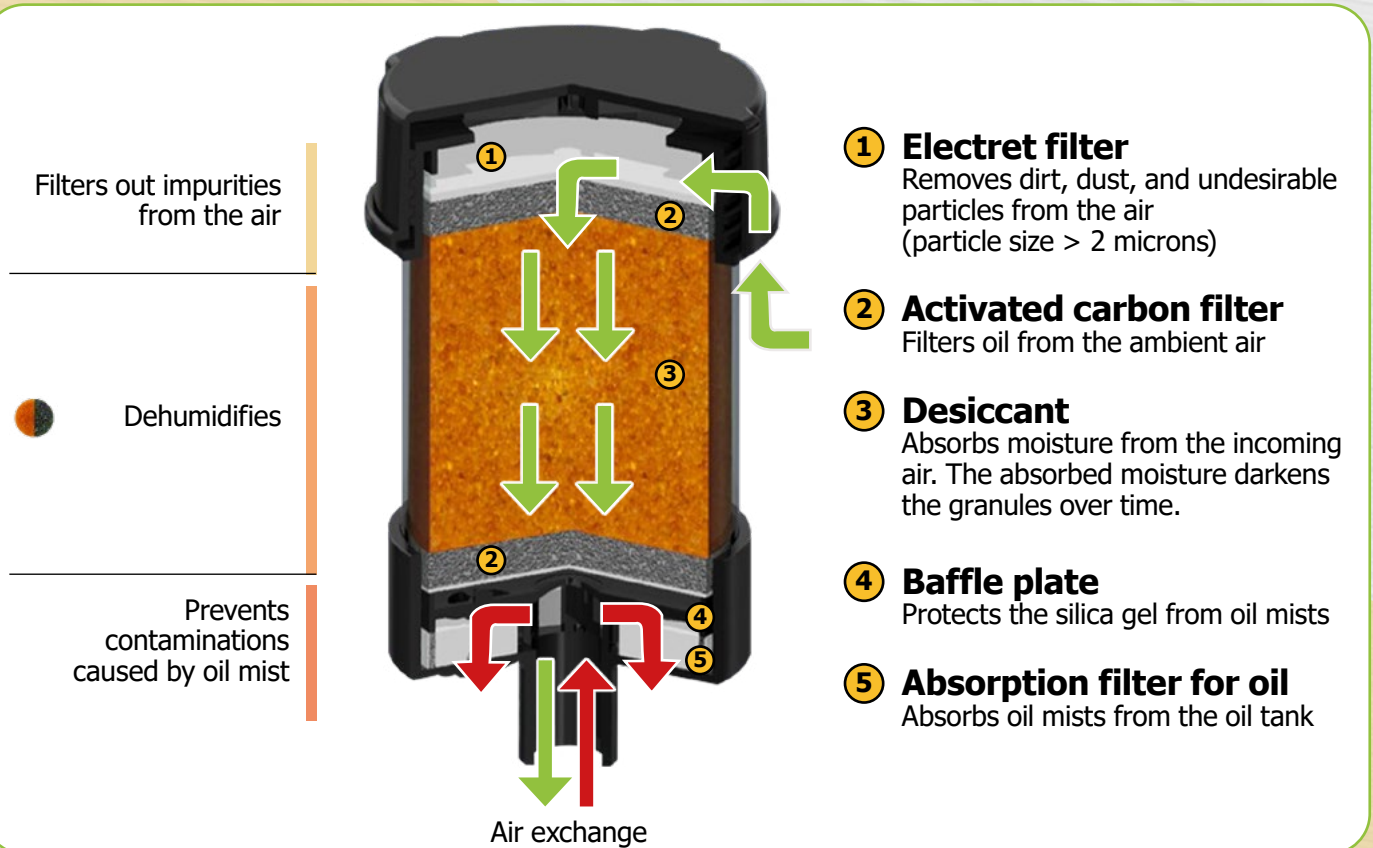 Filters out impurities
from the air
Dehumidifies
Prevents
contaminations
caused by oil mist
1
2
3
2
4
5
Air exchange
1 Electret filter
Removes dirt, dust, and undesirable
particles from the air
(particle size > 2 microns)
2 Activated carbon filter
Filters oil from the ambient air
3 Desiccant
Absorbs moisture from the incoming
air. The absorbed moisture darkens
the granules over time.
4 Baffle plate
Protects the silica gel from oil mists
5 Absorption filter for oil
Absorbs oil mists from the oil tank